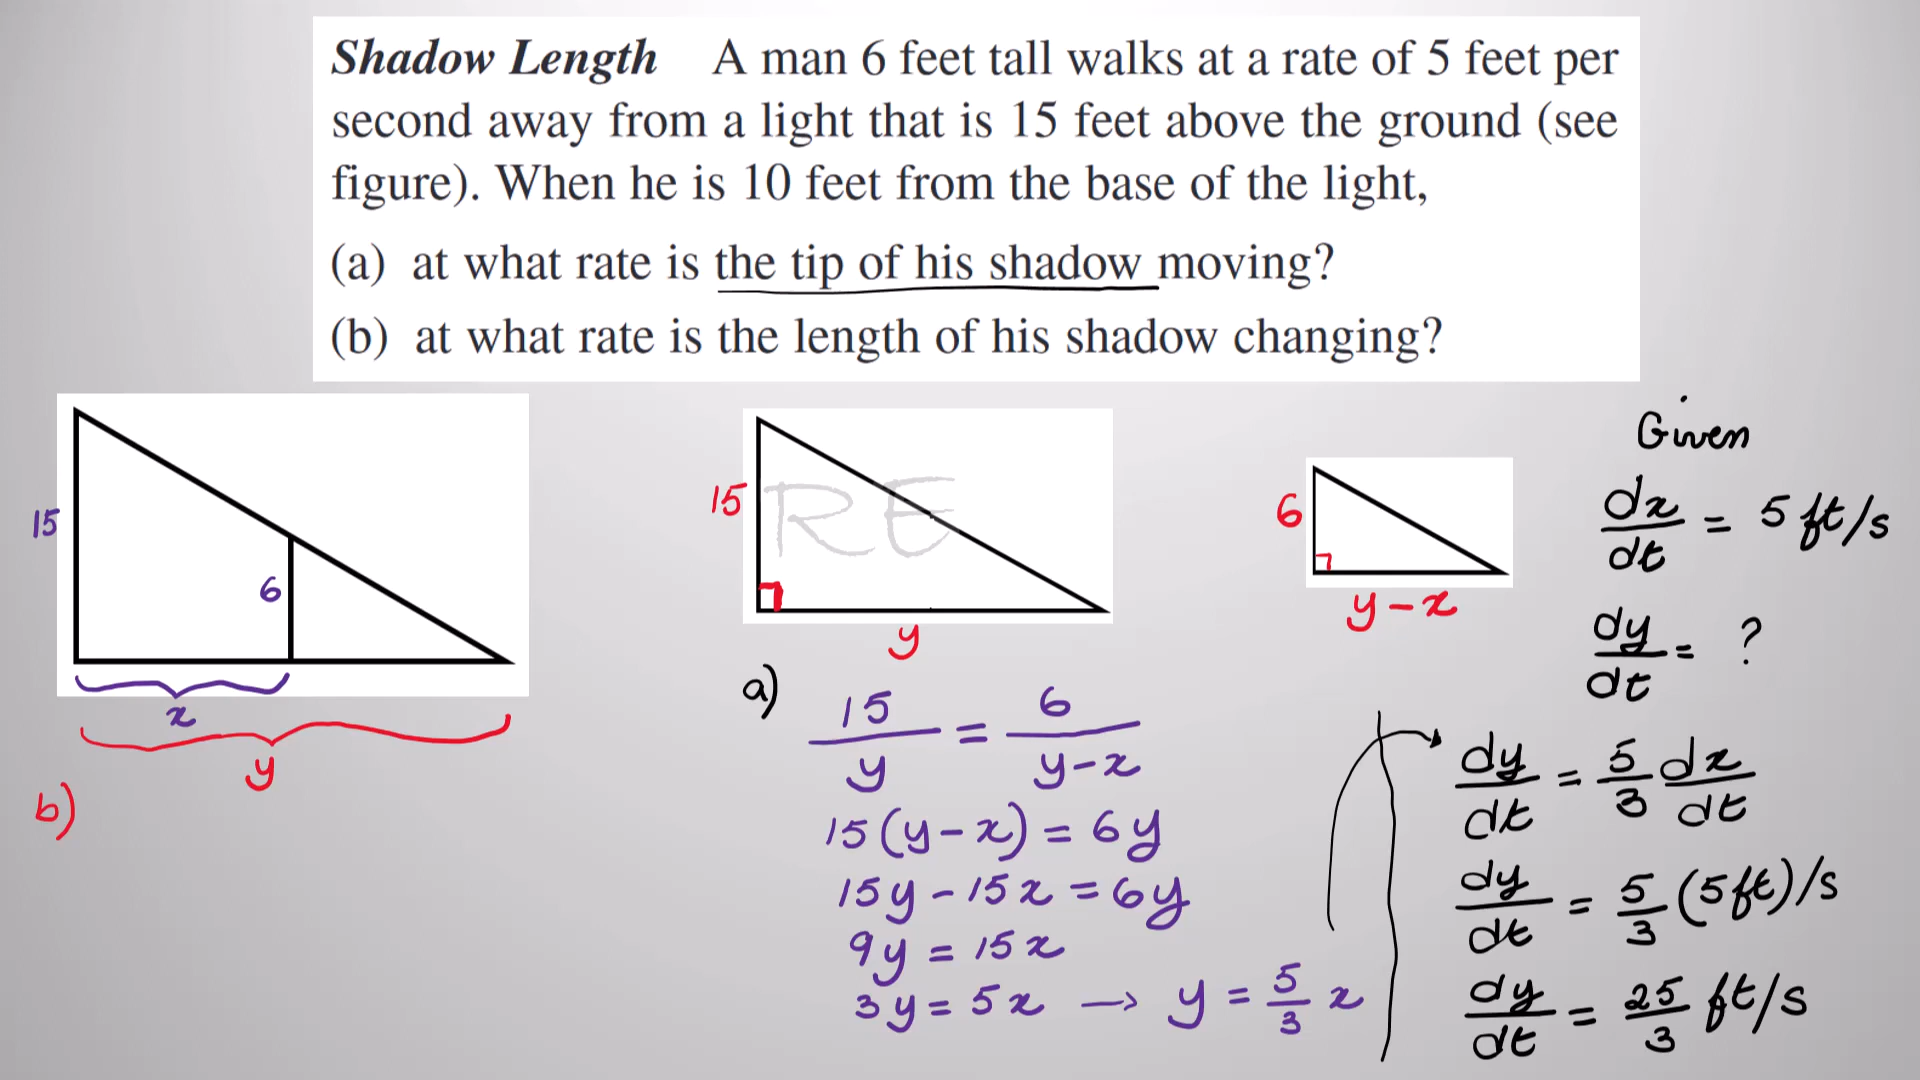 Shadow Length A man 6 feet tall walks at a rate of 5 feet per
second away from a light that is 15 feet above the ground (see
figure). When he is 10 feet from the base of the light,
(a) at what rate is the tip of his shadow moving?
(b) at what rate is the length of his shadow changing?
15
6
x
y
b)
15
RE
y
6
y-x
a)
15/y = 6/(y-x)
15(y-x) = 6y
15y-15x = 6y
9y = 15x
3y = 5x → y = 5/3 x
Given
dx/dt = 5 ft/s
dy/dt = ?
dy/dt = 5/3 dx/dt
dy/dt = 5/3 (5ft)/s
dy/dt = 25/3 ft/s